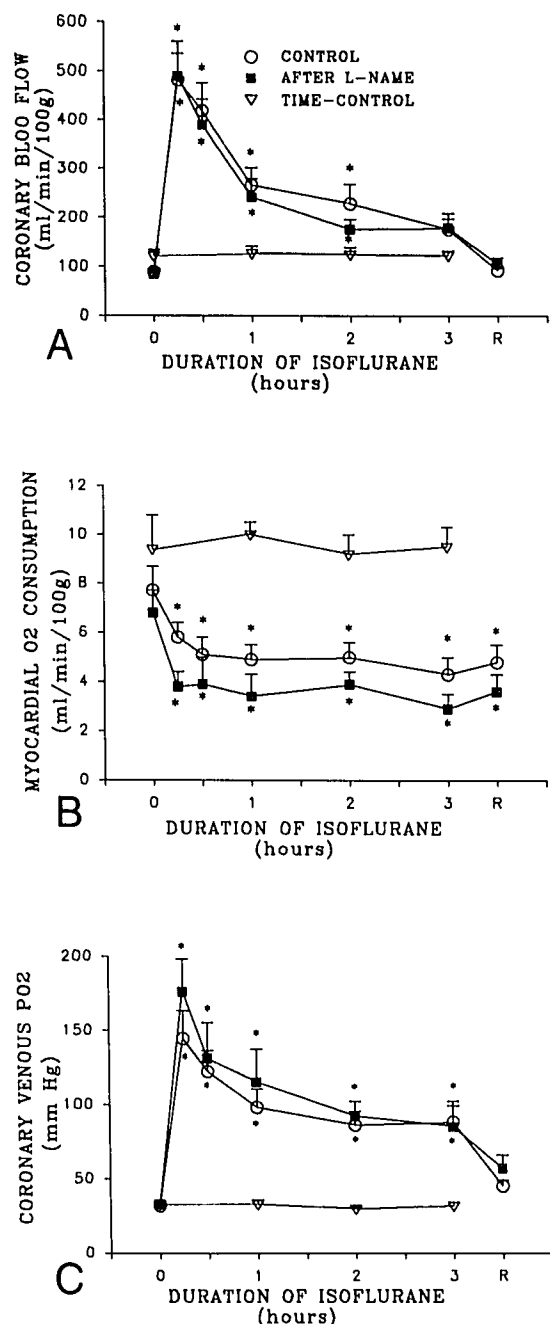 600
500
400
300
200
100
0
CORONARY BLOO FLOW
(ml/min/100g)
CONTROL
AFTER L-NAME
TIME-CONTROL
* * * * * * * *
0 1 2 3 R
A
DURATION OF ISOFLURANE
(hours)
12
10
8
6
4
2
0
MYOCARDIAL O2 CONSUMPTION
(ml/min/100g)
* * * * * * * * * * * *
0 1 2 3 R
B
DURATION OF ISOFLURANE
(hours)
200
150
100
50
0
CORONARY VENOUS PO2
(mm Hg)
* * * * * * * * * *
0 1 2 3 R
C
DURATION OF ISOFLURANE
(hours)